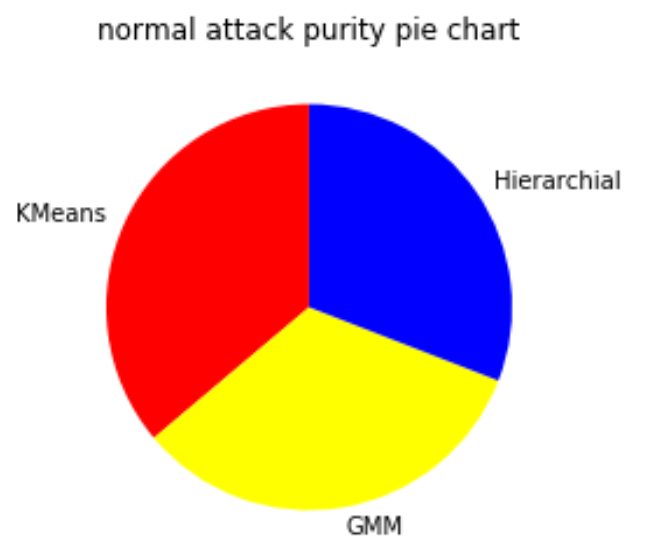 normal attack purity pie chart
Hierarchial
KMeans
GMM